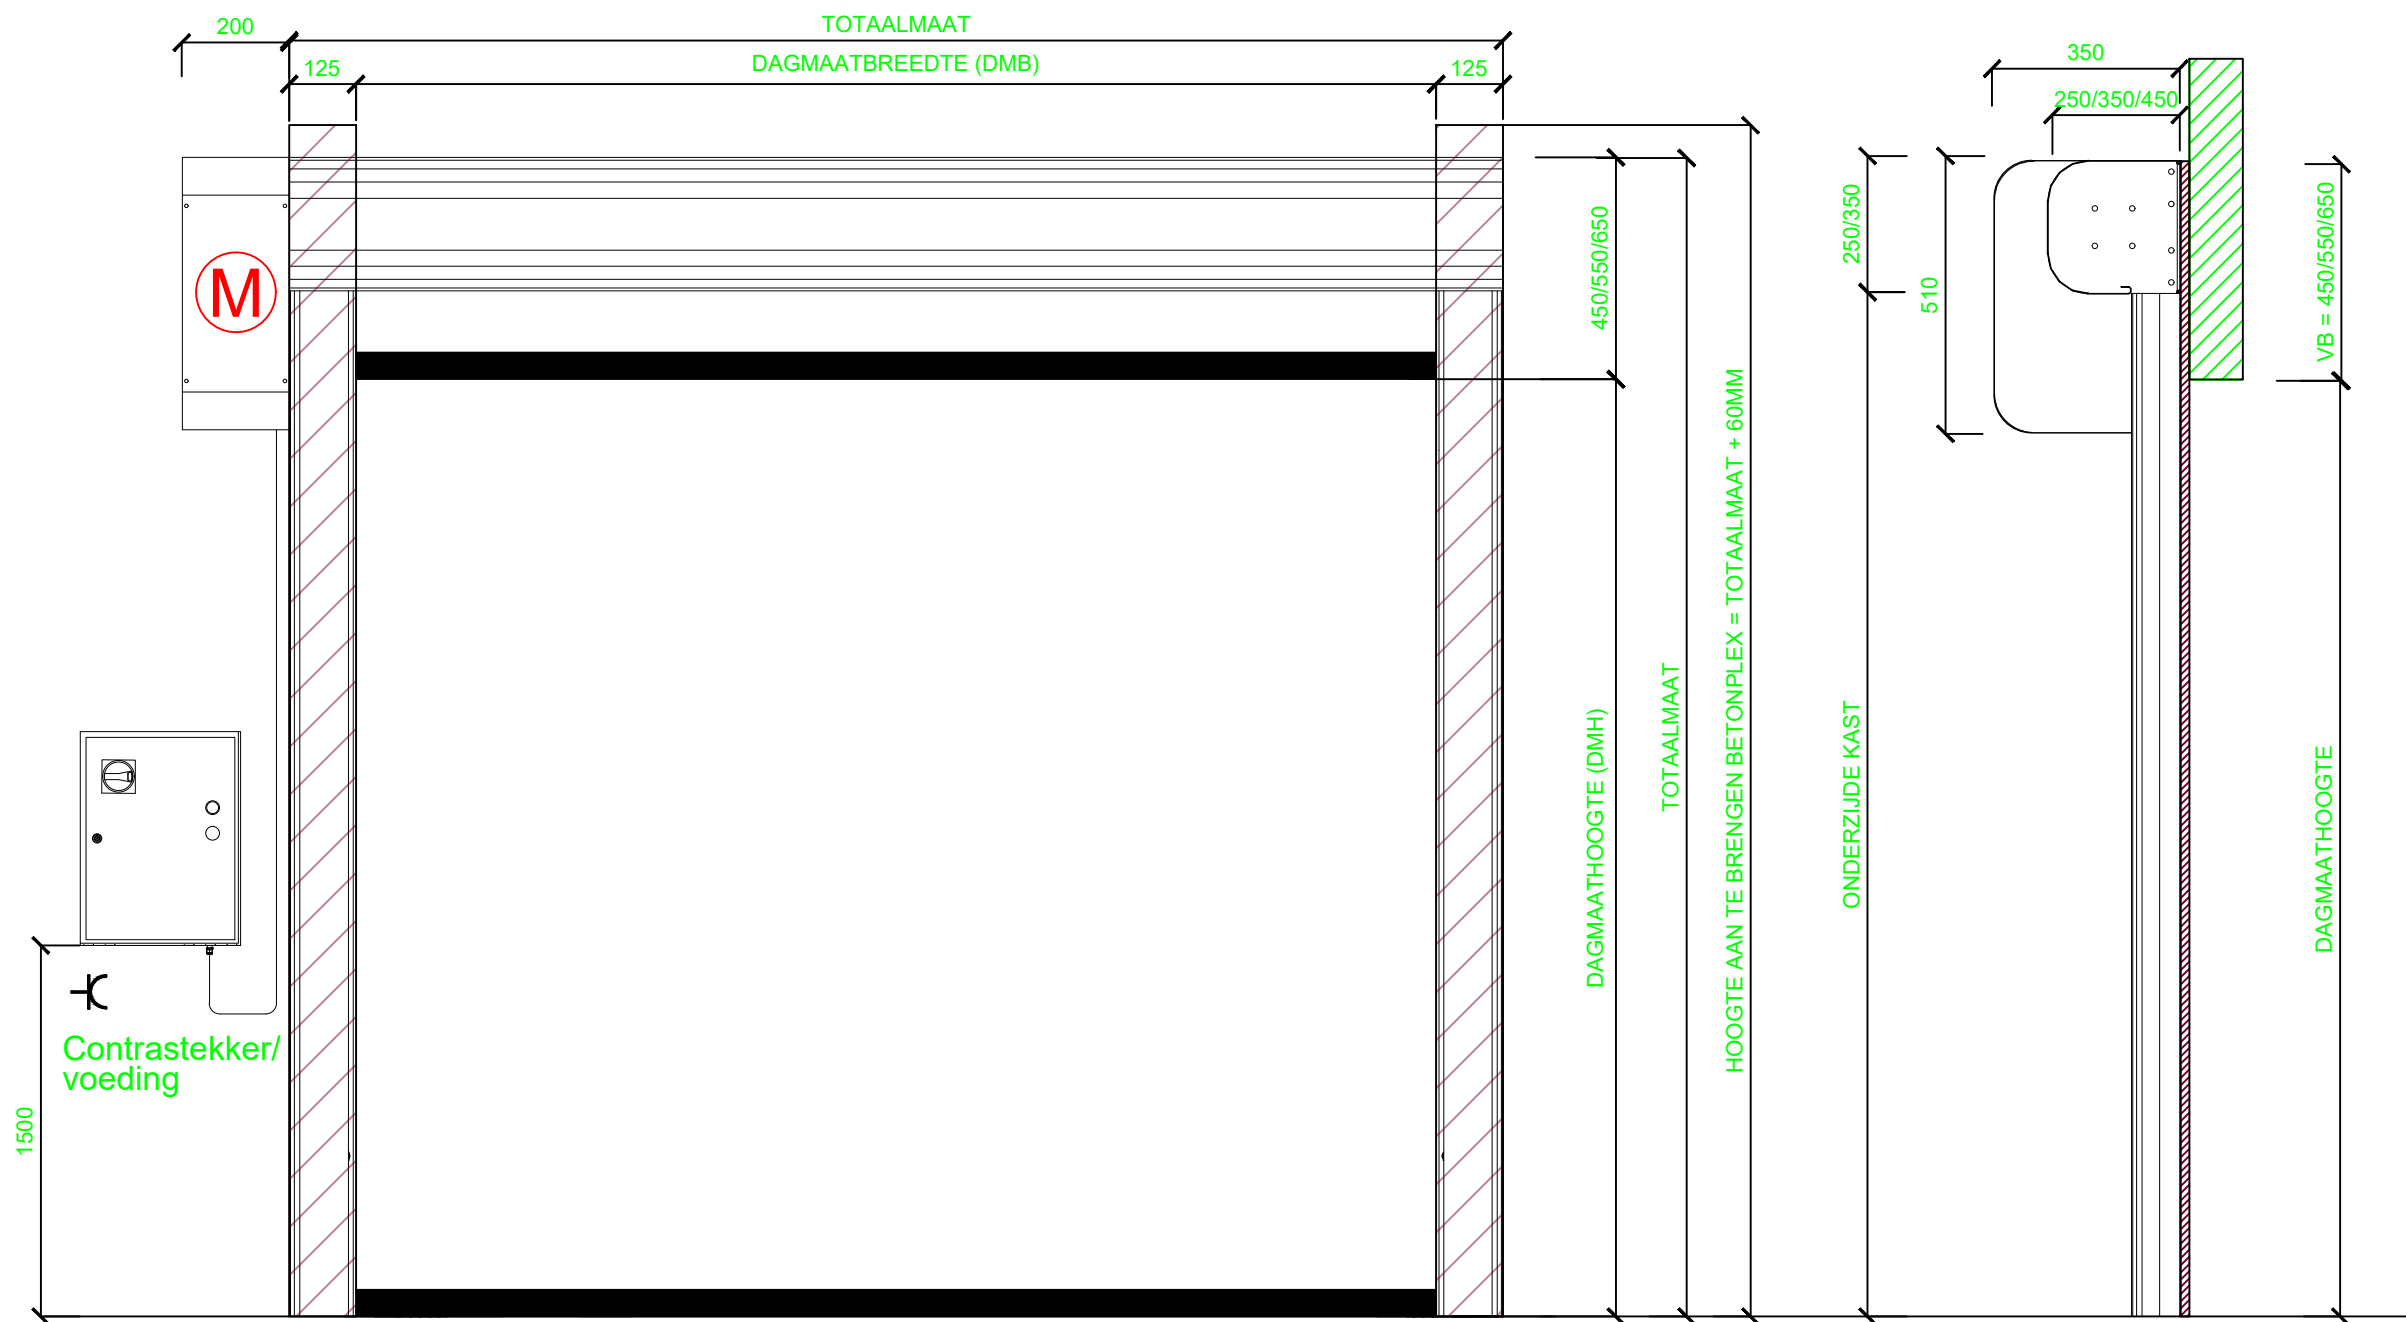 TOTAALMAAT
200
DAGMAATBREEDTE (DMB)
125
125
350
250/350/450
M
450/550/650
250/350
510
VB = 450/550/650
HOOGTE AAN TE BRENGEN BETONPLEX = TOTAALMAAT + 60MM
DAGMAATHOOGTE (DMH)
TOTAALMAAT
ONDERZIJDE KAST
DAGMAATHOOGTE
Contrastekker/
voeding
1500